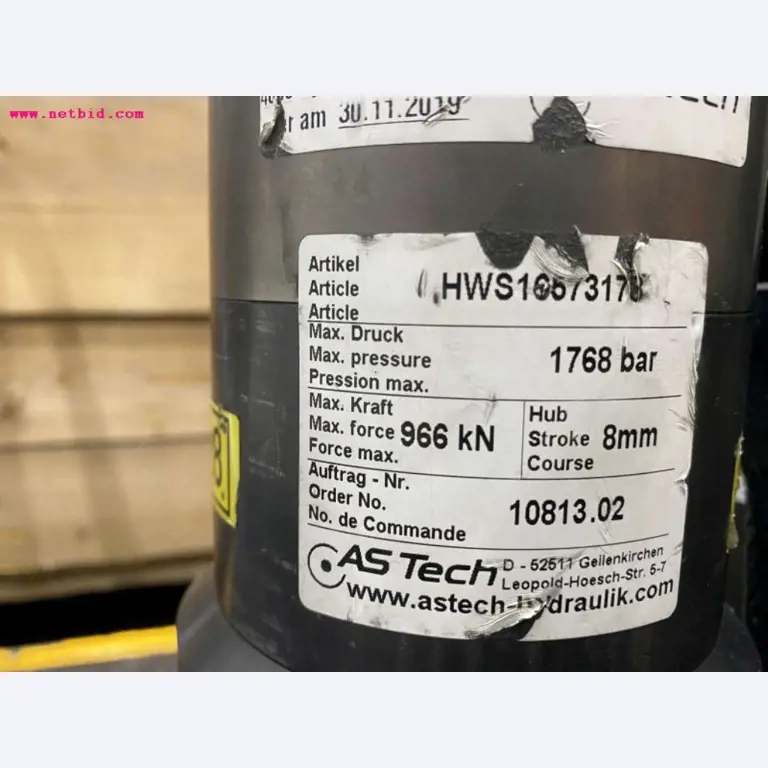 www.netbid.com
r am 30.11.2019
Artikel
Article
Article
Max. Druck
Max. pressure 1768 bar
Pression max.
Max. Kraft
Max. force 966 kN
Force max.
Hub
Stroke 8mm
Course
Auftrag - Nr.
Order No. 10813.02
No. de Commande
AS Tech
D - 52511 Geilenkirchen
Leopold-Hoesch-Str. 5-7
www.astech-hydraulik.com